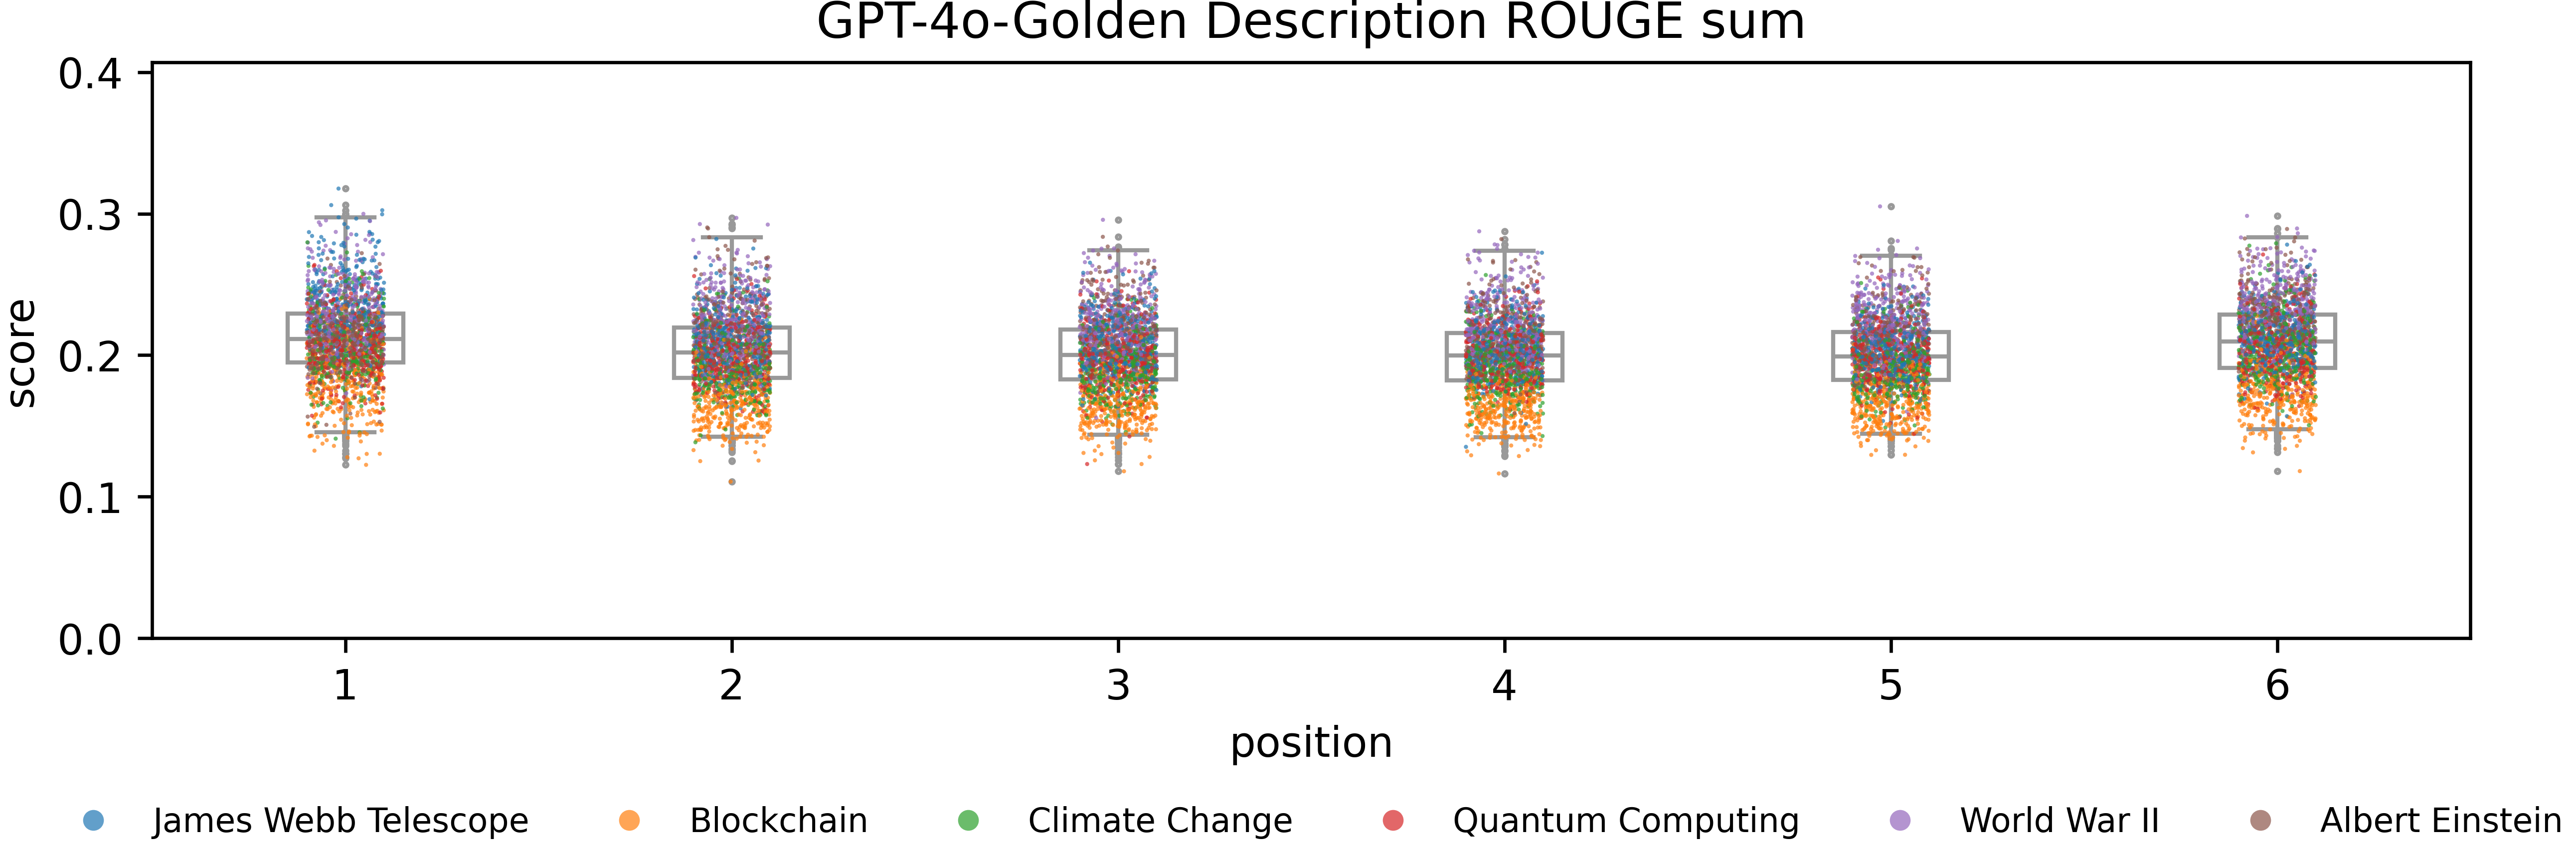 GPT-4o-Golden Description ROUGE sum
0.4
0.3
0.2
0.1
0.0
score
1 2 3 4 5 6
position
James Webb Telescope Blockchain Climate Change Quantum Computing World War II Albert Einstein